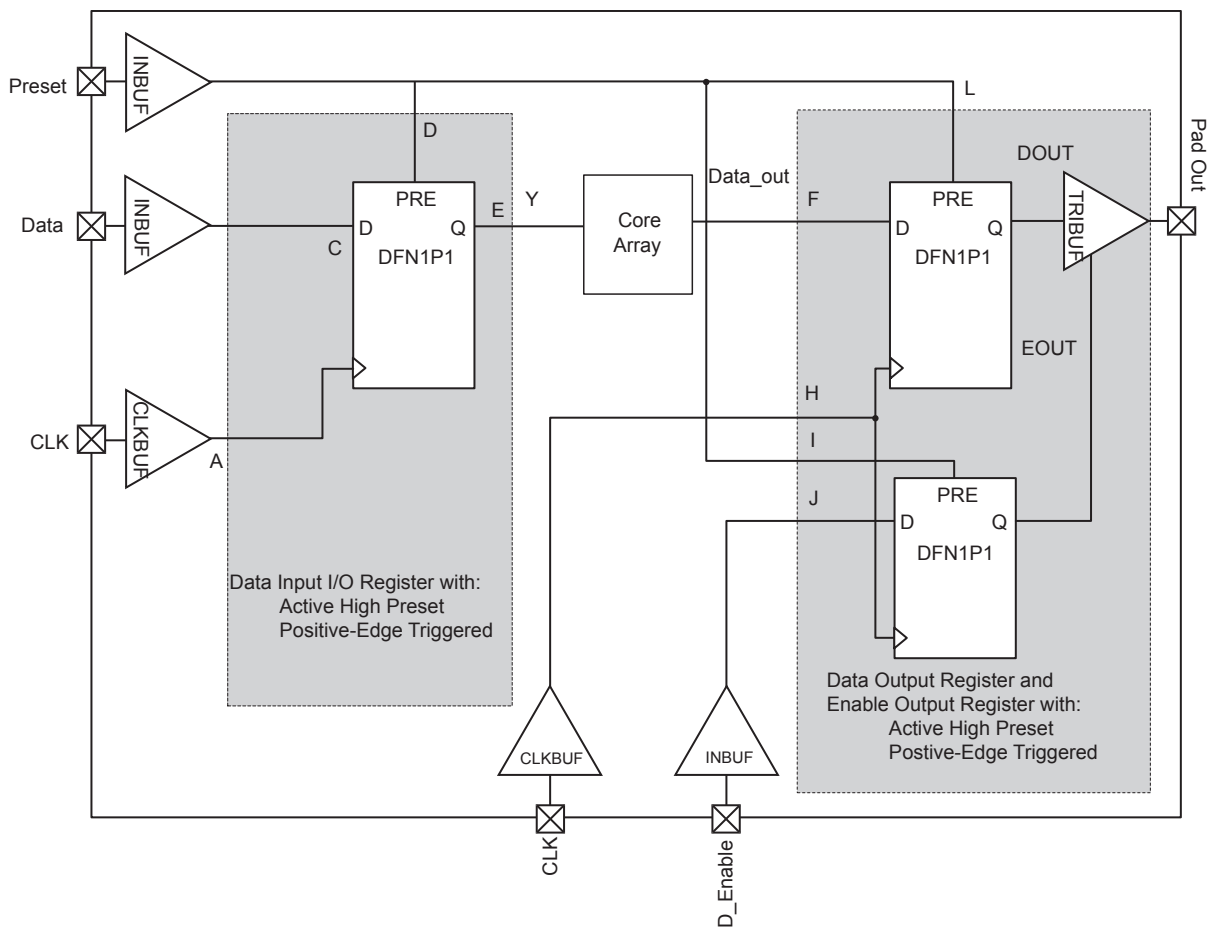 Preset
INBUF
L
D
DOUT
Pad Out
PRE
PRE
Data_out
TRIBUF
Data
INBUF
E
Y
Core
Array
F
C
D
Q
D
Q
DFN1P1
DFN1P1
EOUT
H
CLK
CLKBUF
A
I
PRE
J
D
Q
DFN1P1
Data Input I/O Register with:
Active High Preset
Positive-Edge Triggered
Data Output Register and
Enable Output Register with:
Active High Preset
Postive-Edge Triggered
CLKBUF
INBUF
CLK
D_Enable